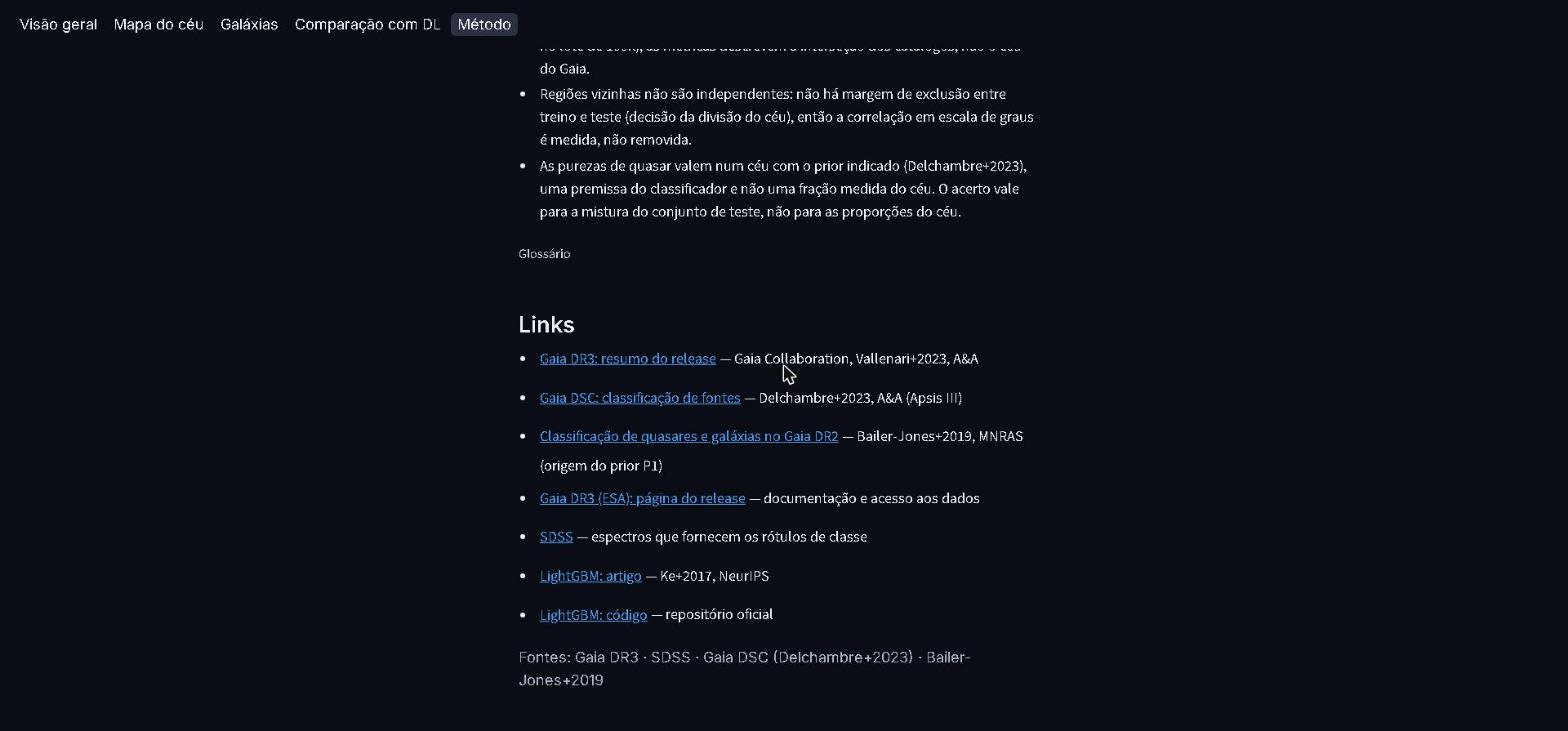 Visão geral Mapa do céu Galáxias Comparação com DL Método
do Gaia.
Regiões vizinhas não são independentes: não há margem de exclusão entre
treino e teste (decisão da divisão do céu), então a correlação em escala de graus
é medida, não removida.
As purezas de quasar valem num céu com o prior indicado (Delchambre+2023),
uma premissa do classificador e não uma fração medida do céu. O acerto vale
para a mistura do conjunto de teste, não para as proporções do céu.
Glossário
Links
Gaia DR3: resumo do release — Gaia Collaboration, Vallenari+2023, A&A
Gaia DSC: classificação de fontes — Delchambre+2023, A&A (Apsis III)
Classificação de quasares e galáxias no Gaia DR2 — Bailer-Jones+2019, MNRAS
(origem do prior P1)
Gaia DR3 (ESA): página do release — documentação e acesso aos dados
SDSS — espectros que fornecem os rótulos de classe
LightGBM: artigo — Ke+2017, NeurIPS
LightGBM: código — repositório oficial
Fontes: Gaia DR3 · SDSS · Gaia DSC (Delchambre+2023) · Bailer-
Jones+2019